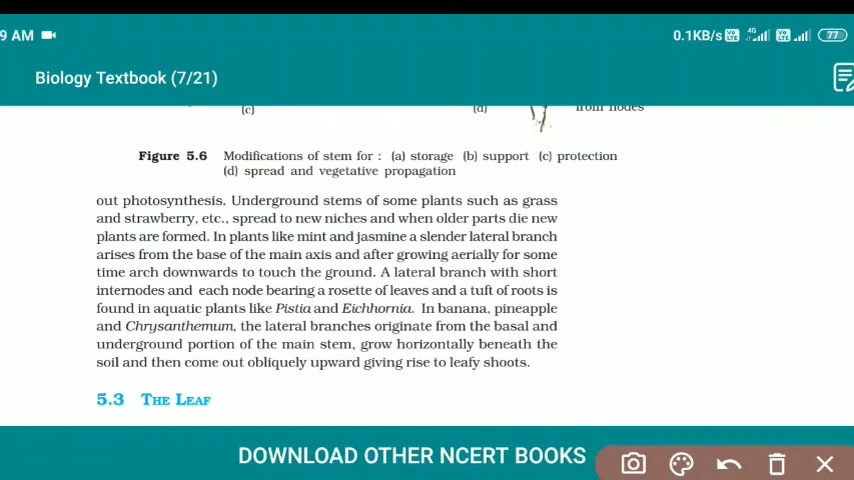 9 AM 0.1KB/s Vo LTE 4G Vo LTE 77
Biology Textbook (7/21)
(c) (d) from nodes
Figure 5.6 Modifications of stem for : (a) storage (b) support (c) protection
(d) spread and vegetative propagation
out photosynthesis. Underground stems of some plants such as grass
and strawberry, etc., spread to new niches and when older parts die new
plants are formed. In plants like mint and jasmine a slender lateral branch
arises from the base of the main axis and after growing aerially for some
time arch downwards to touch the ground. A lateral branch with short
internodes and each node bearing a rosette of leaves and a tuft of roots is
found in aquatic plants like Pistia and Eichhornia. In banana, pineapple
and Chrysanthemum, the lateral branches originate from the basal and
underground portion of the main stem, grow horizontally beneath the
soil and then come out obliquely upward giving rise to leafy shoots.
5.3 THE LEAF
DOWNLOAD OTHER NCERT BOOKS